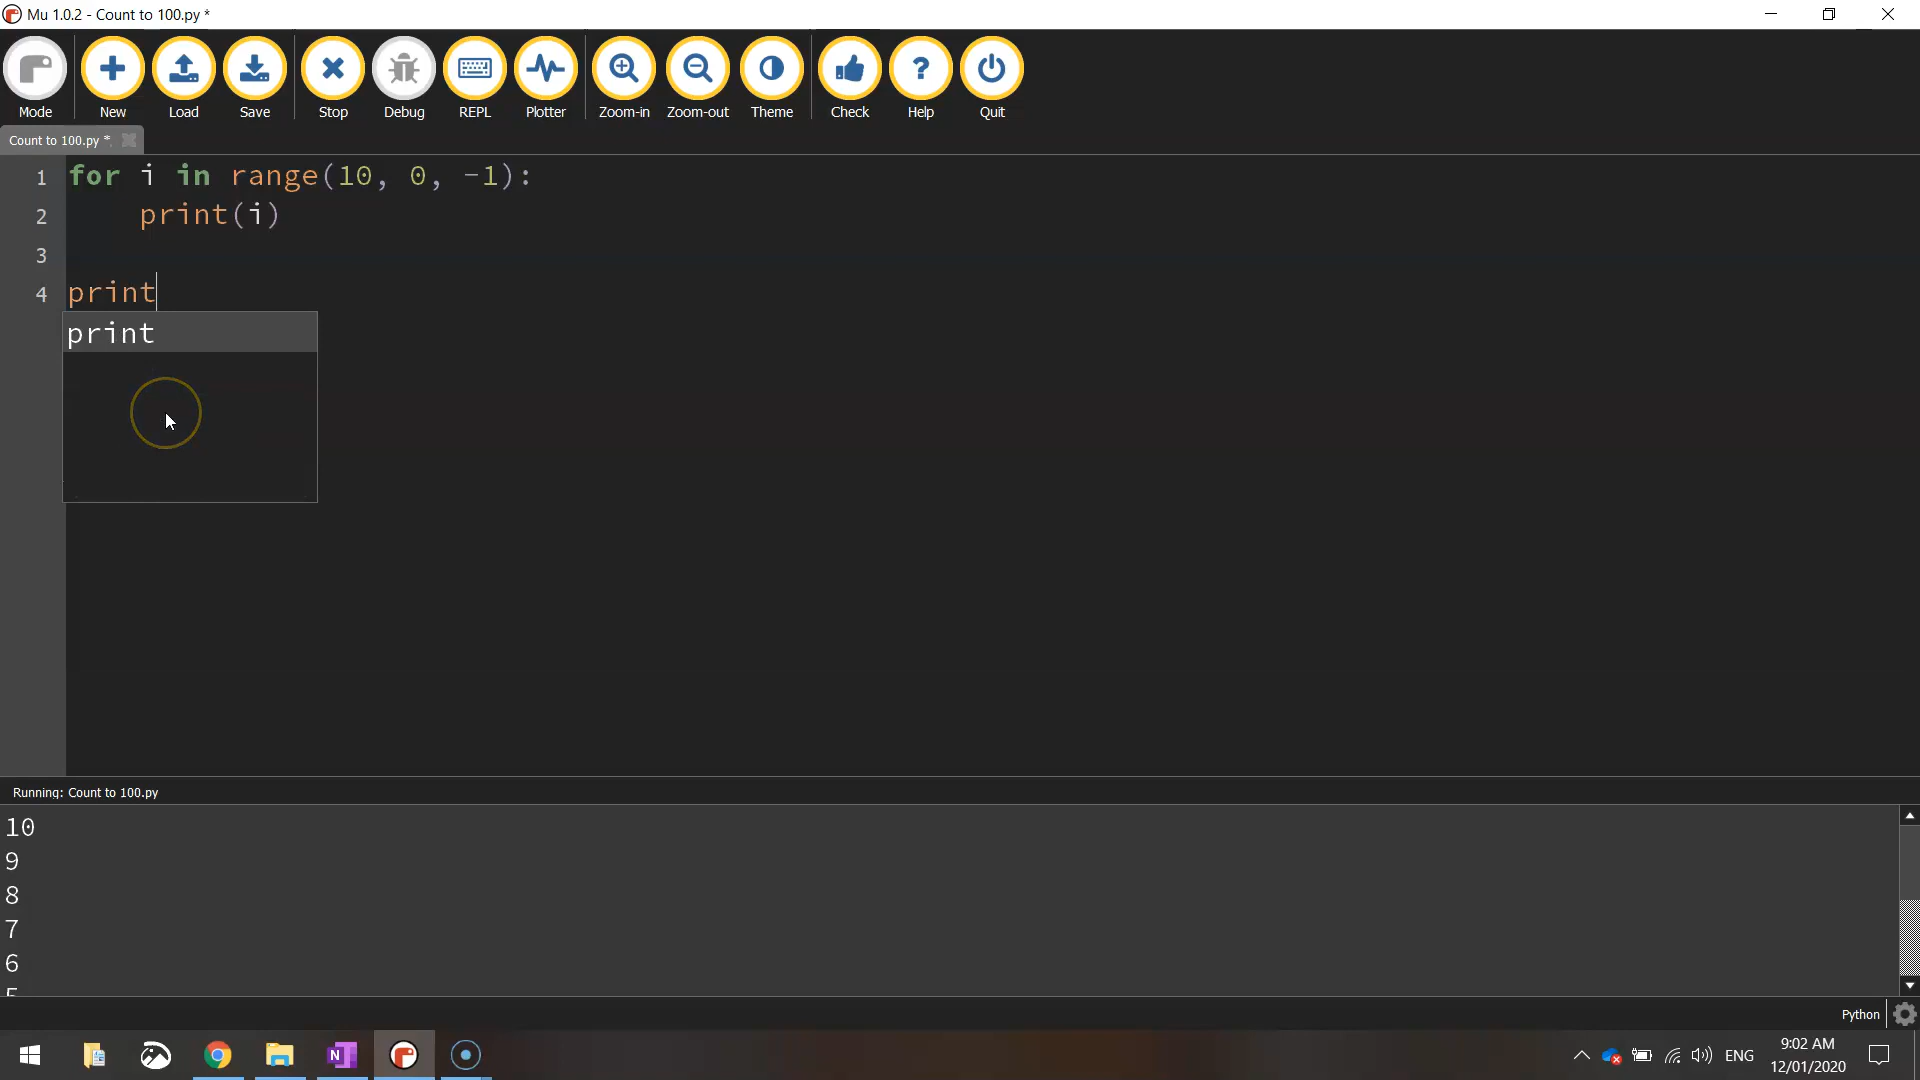 Mu 1.0.2 - Count to 100.py *
Mode New Load Save Stop Debug REPL Plotter Zoom-in Zoom-out Theme Check Help Quit
Count to 100.py *
1 for i in range(10, 0, -1):
2 print(i)
3
4 print
print
Running: Count to 100.py
10
9
8
7
6
Python
N
ENG
9:02 AM
12/01/2020